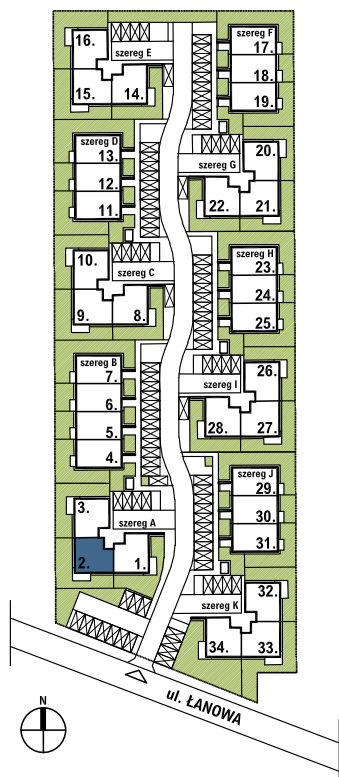 16.
szereg E
15.
14.
szereg F
17.
18.
19.
szereg D
13.
12.
11.
20.
szereg G
22.
21.
10.
szereg C
9.
8.
szereg H
23.
24.
25.
szereg B
7.
6.
5.
4.
26.
szereg I
28.
27.
3.
szereg A
2.
1.
szereg J
29.
30.
31.
32.
szereg K
34.
33.
ul. ŁANOWA
N